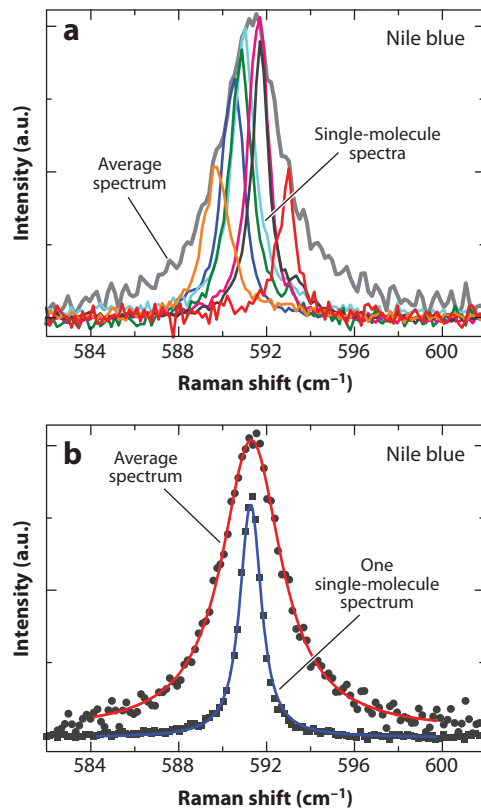 a
Nile blue
Intensity (a.u.)
Average
spectrum
Single-molecule
spectra
584
588
592
596
600
Raman shift (cm⁻¹)
b
Nile blue
Intensity (a.u.)
Average
spectrum
One
single-molecule
spectrum
584
588
592
596
600
Raman shift (cm⁻¹)